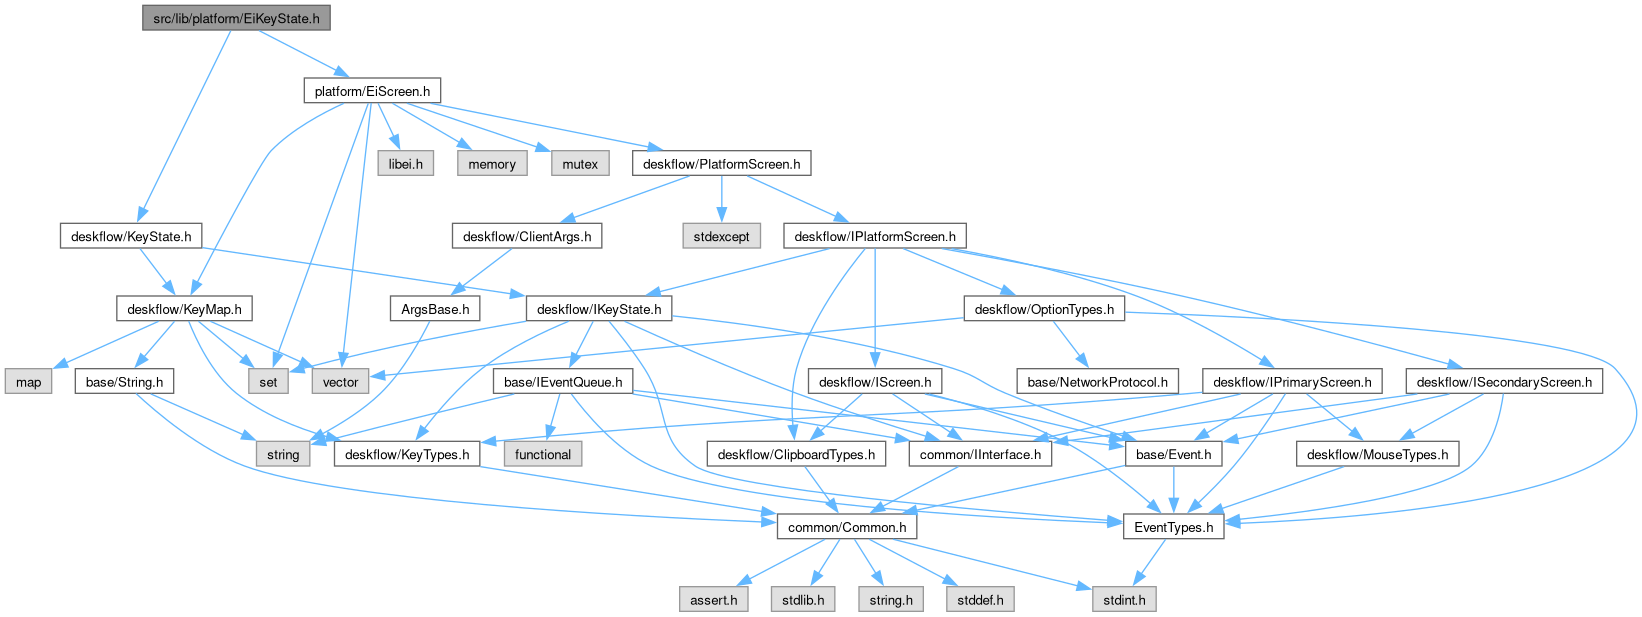 src/lib/platform/EiKeyState.h
platform/EiScreen.h
libei.h
memory
mutex
deskflow/PlatformScreen.h
deskflow/KeyState.h
deskflow/ClientArgs.h
stdexcept
deskflow/IPlatformScreen.h
deskflow/KeyMap.h
ArgsBase.h
deskflow/IKeyState.h
deskflow/OptionTypes.h
map
base/String.h
set
vector
base/IEventQueue.h
deskflow/IScreen.h
base/NetworkProtocol.h
deskflow/IPrimaryScreen.h
deskflow/ISecondaryScreen.h
string
deskflow/KeyTypes.h
functional
deskflow/ClipboardTypes.h
common/IInterface.h
base/Event.h
deskflow/MouseTypes.h
common/Common.h
EventTypes.h
assert.h
stdlib.h
string.h
stddef.h
stdint.h